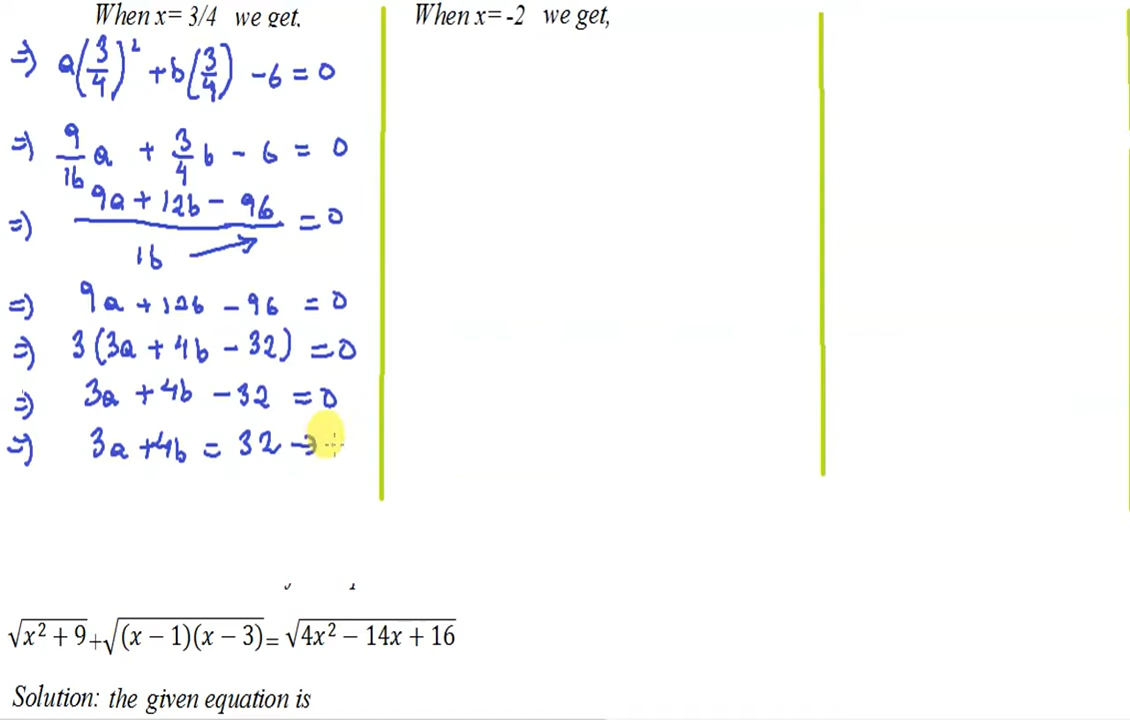 When x= 3/4 we get.
⇒ a(3/4)² + b(3/4) - 6 = 0
⇒ 9/16 a + 3/4 b - 6 = 0
⇒ (9a + 12b - 96)/16 = 0
⇒ 9a + 12b - 96 = 0
⇒ 3(3a + 4b - 32) = 0
⇒ 3a + 4b - 32 = 0
⇒ 3a + 4b = 32 →
When x= -2 we get,
√(x² + 9) + √((x − 1)(x − 3)) = √(4x² − 14x + 16)
Solution: the given equation is